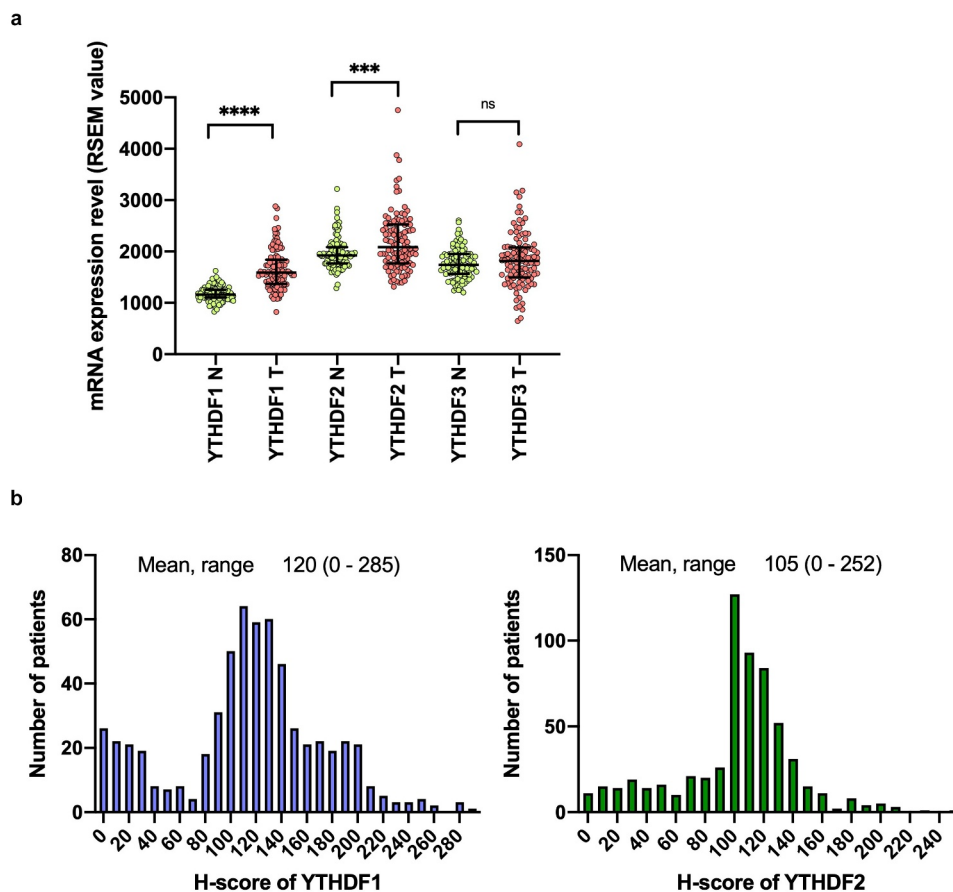 a
mRNA expression revel (RSEM value)
5000
4000
3000
2000
1000
0
****
***
ns
YTHDF1 N
YTHDF1 T
YTHDF2 N
YTHDF2 T
YTHDF3 N
YTHDF3 T
b
Number of patients
80
60
40
20
0
Mean, range 120 (0 - 285)
0 20 40 60 80 100 120 140 160 180 200 220 240 260 280
H-score of YTHDF1
Number of patients
150
100
50
0
Mean, range 105 (0 - 252)
0 20 40 60 80 100 120 140 160 180 200 220 240
H-score of YTHDF2